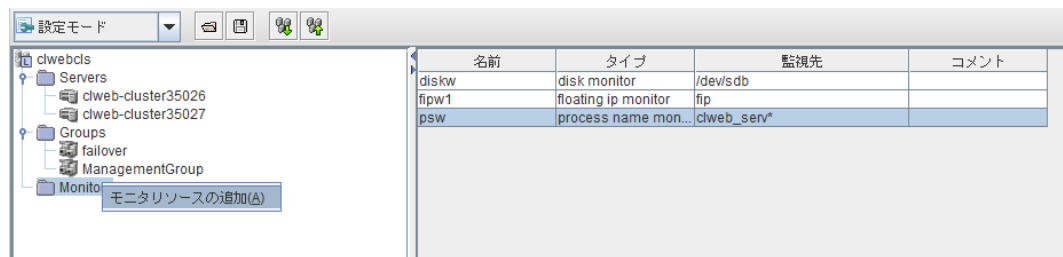 設定モード
clwebcls
Servers
clweb-cluster35026
clweb-cluster35027
Groups
failover
ManagementGroup
Monito
モニタリソースの追加(A)
名前 タイプ 監視先 コメント
diskw disk monitor /dev/sdb
fipw1 floating ip monitor fip
psw process name mon... clweb_serv*